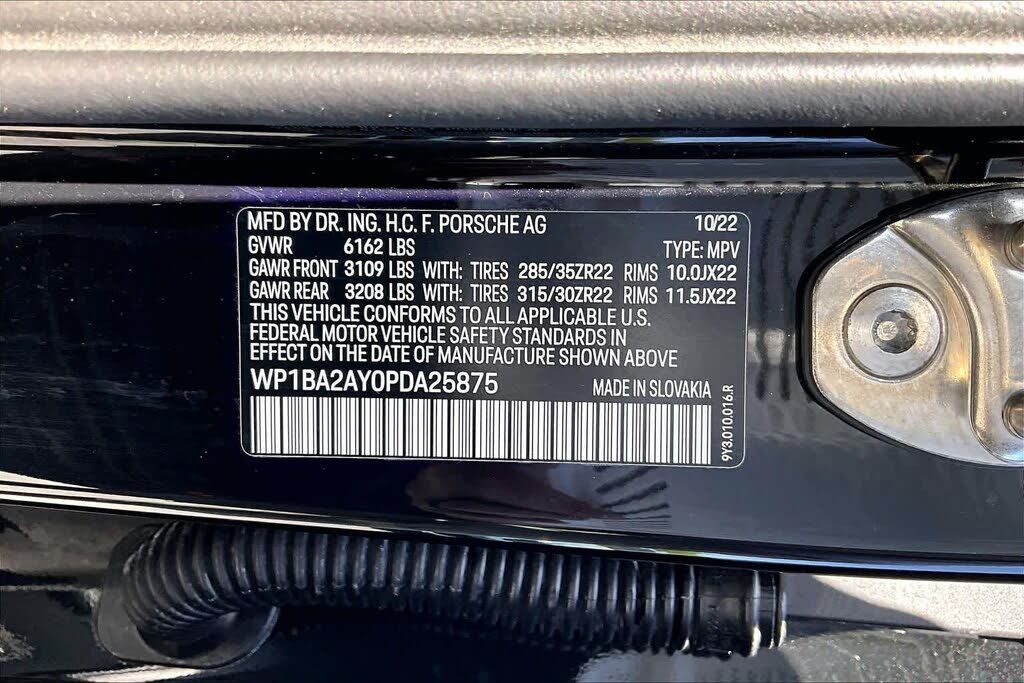 MFD BY DR. ING. H.C. F. PORSCHE AG 10/22
GVWR 6162 LBS TYPE: MPV
GAWR FRONT 3109 LBS WITH: TIRES 285/35ZR22 RIMS 10.0JX22
GAWR REAR 3208 LBS WITH: TIRES 315/30ZR22 RIMS 11.5JX22
THIS VEHICLE CONFORMS TO ALL APPLICABLE U.S.
FEDERAL MOTOR VEHICLE SAFETY STANDARDS IN
EFFECT ON THE DATE OF MANUFACTURE SHOWN ABOVE
WP1BA2AY0PDA25875 MADE IN SLOVAKIA
9Y3.010.016.R